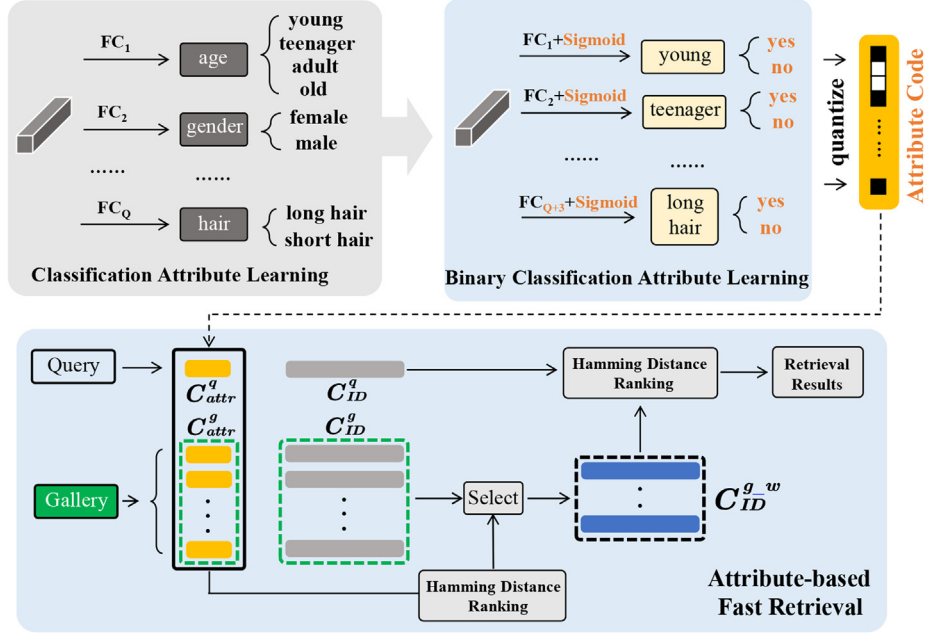 FC1
age
young
teenager
adult
old
FC2
gender
female
male
......
......
FCQ
hair
long hair
short hair
Classification Attribute Learning
FC1+Sigmoid
young
yes
no
FC2+Sigmoid
teenager
yes
no
......
......
FCQ+3+Sigmoid
long
hair
yes
no
Binary Classification Attribute Learning
quantize
......
Attribute Code
Query
C^q_attr
C^q_ID
Hamming Distance
Ranking
Retrieval
Results
C^g_attr
C^g_ID
Gallery
Select
C^{g_w}_ID
Hamming Distance
Ranking
Attribute-based
Fast Retrieval